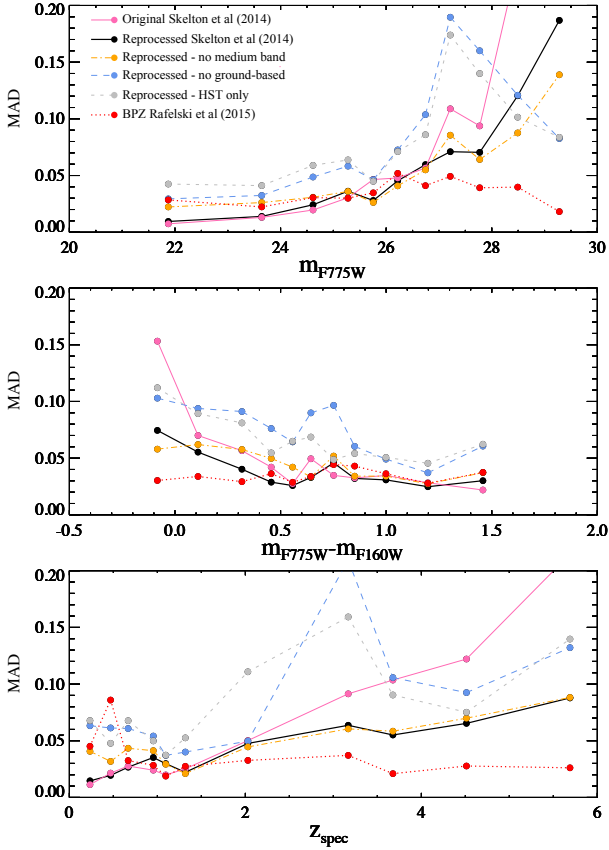 0.20
Original Skelton et al (2014)
Reprocessed Skelton et al (2014)
0.15
Reprocessed - no medium band
Reprocessed - no ground-based
MAD
0.10
Reprocessed - HST only
BPZ Rafelski et al (2015)
0.05
0.00
20 22 24 26 28 30
m_F775W
0.20
0.15
MAD
0.10
0.05
0.00
-0.5 0.0 0.5 1.0 1.5 2.0
m_F775W-m_F160W
0.20
0.15
MAD
0.10
0.05
0.00
0 2 4 6
z_spec